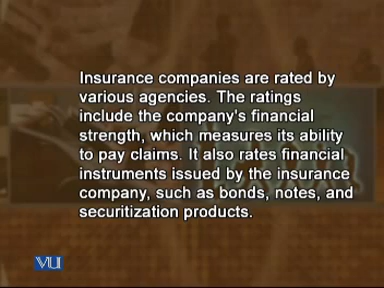 Insurance companies are rated by
various agencies. The ratings
include the company's financial
strength, which measures its ability
to pay claims. It also rates financial
instruments issued by the insurance
company, such as bonds, notes, and
securitization products.
VU